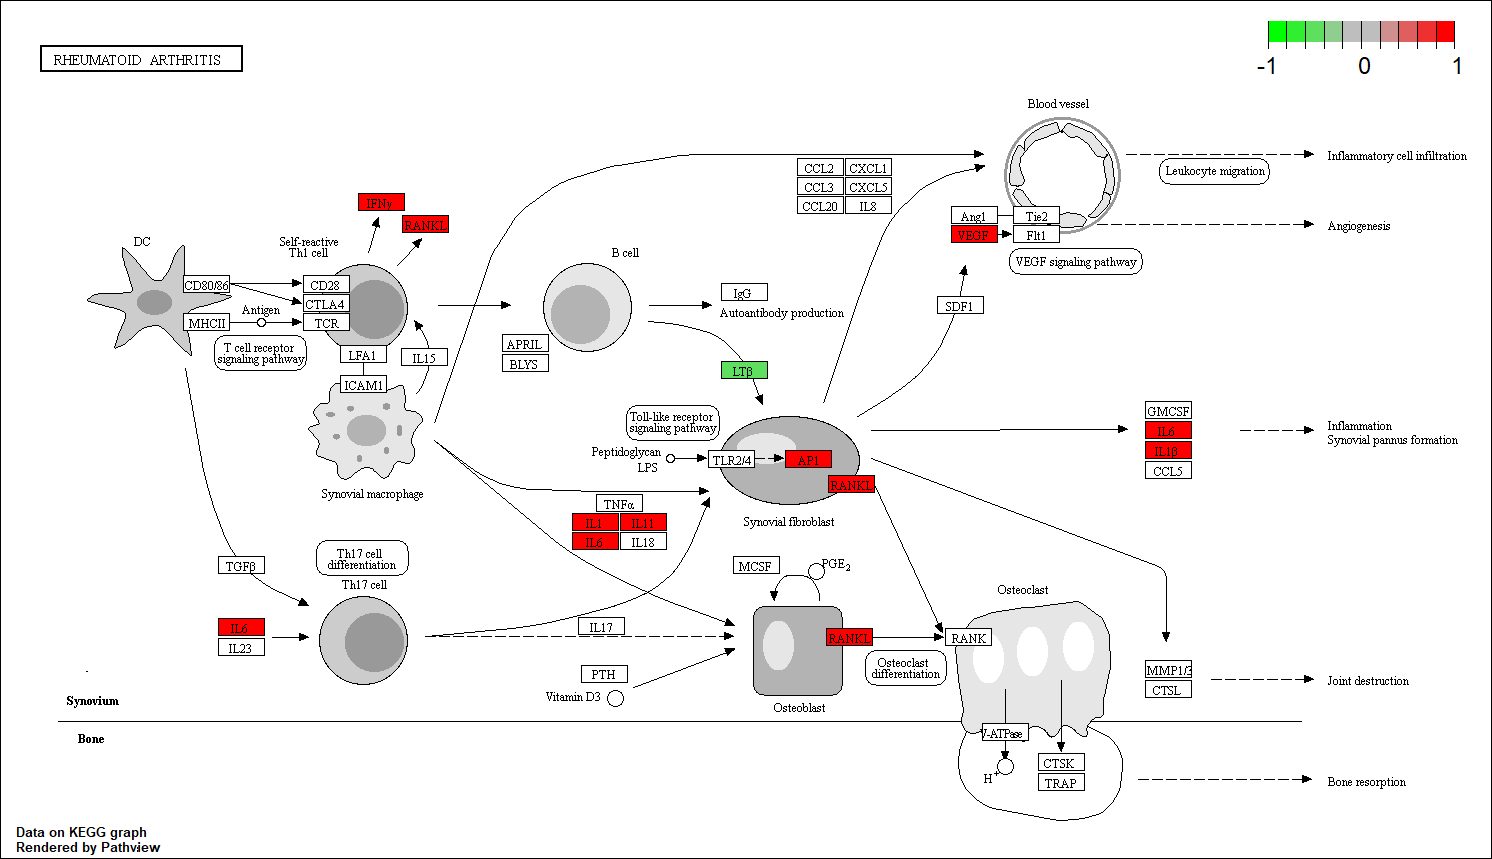 RHEUMATOID ARTHRITIS
-1 0 1
Blood vessel
CCL2 CXCL1
CCL3 CXCL5
CCL20 IL8
Leukocyte migration
Inflammatory cell infiltration
Ang1 Tie2
VEGF Flt1
Angiogenesis
VEGF signaling pathway
IFNγ
RANKL
DC
Self-reactive
Th1 cell
CD80/86
CD28
CTLA4
Antigen
MHCII
TCR
T cell receptor
signaling pathway
LFA1
IL15
ICAM1
Synovial macrophage
B cell
IgG
Autoantibody production
APRIL
BLYS
LTβ
SDF1
Toll-like receptor
signaling pathway
Peptidoglycan
LPS
TLR2/4
AP1
RANKL
Synovial fibroblast
GMCSF
IL6
IL1β
CCL5
Inflammation
Synovial pannus formation
TNFα
IL1 IL11
IL6 IL18
TGFβ
Th17 cell
differentiation
Th17 cell
IL6
IL23
IL17
PTH
Vitamin D3
MCSF
PGE2
RANKL
Osteoblast
Osteoclast
RANK
Osteoclast
differentiation
MMP1/3
CTSL
Joint destruction
Synovium
Bone
V-ATPase
H+
CTSK
TRAP
Bone resorption
Data on KEGG graph
Rendered by Pathview